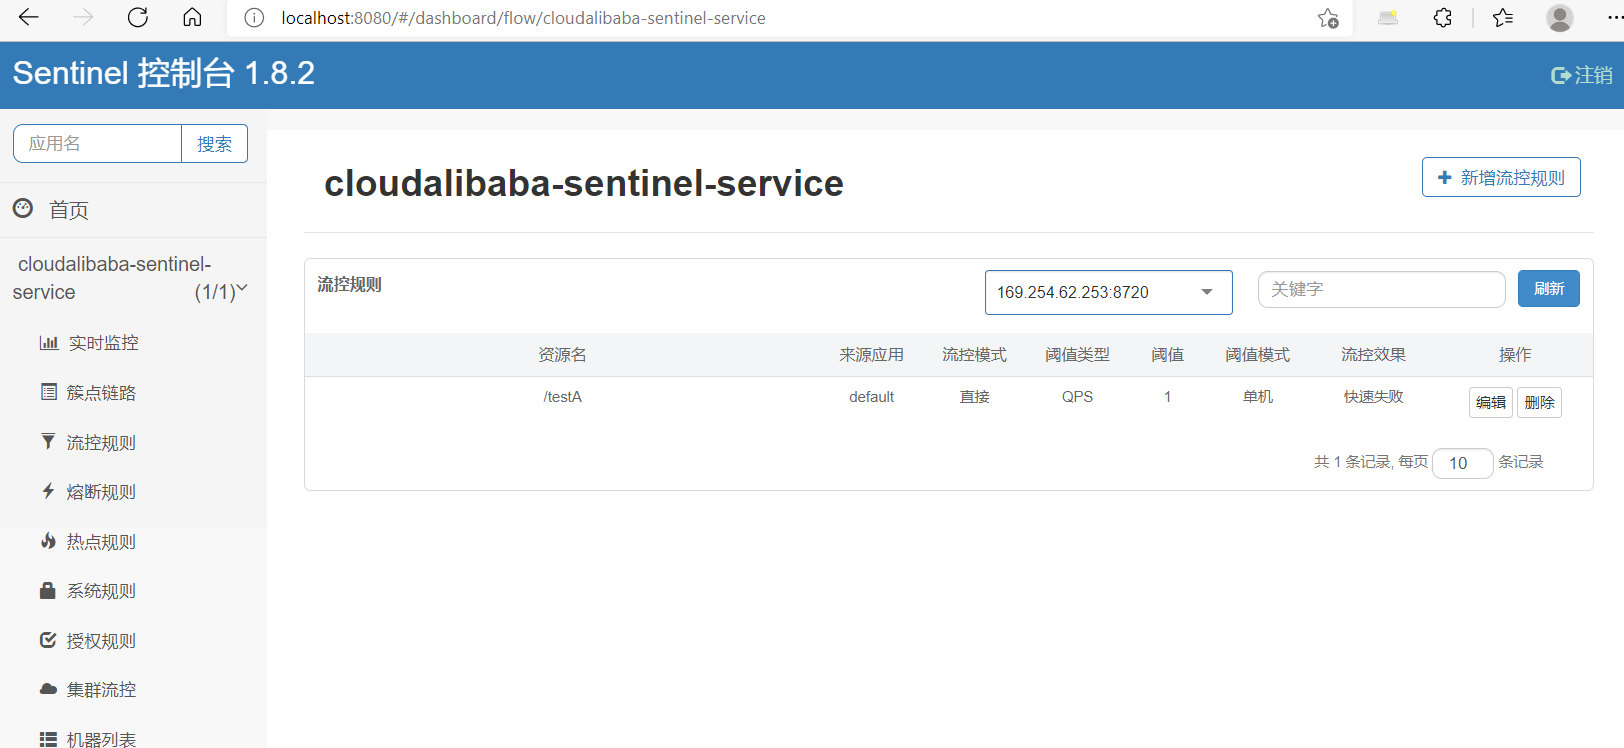 localhost:8080/#/dashboard/flow/cloudalibaba-sentinel-service
Sentinel 控制台 1.8.2
注销
应用名
搜索
首页
cloudalibaba-sentinel-
service (1/1)
实时监控
簇点链路
流控规则
熔断规则
热点规则
系统规则
授权规则
集群流控
机器列表
cloudalibaba-sentinel-service
新增流控规则
流控规则
169.254.62.253:8720
关键字
刷新
资源名 来源应用 流控模式 阈值类型 阈值 阈值模式 流控效果 操作
/testA default 直接 QPS 1 单机 快速失败 编辑 删除
共 1 条记录, 每页 10 条记录